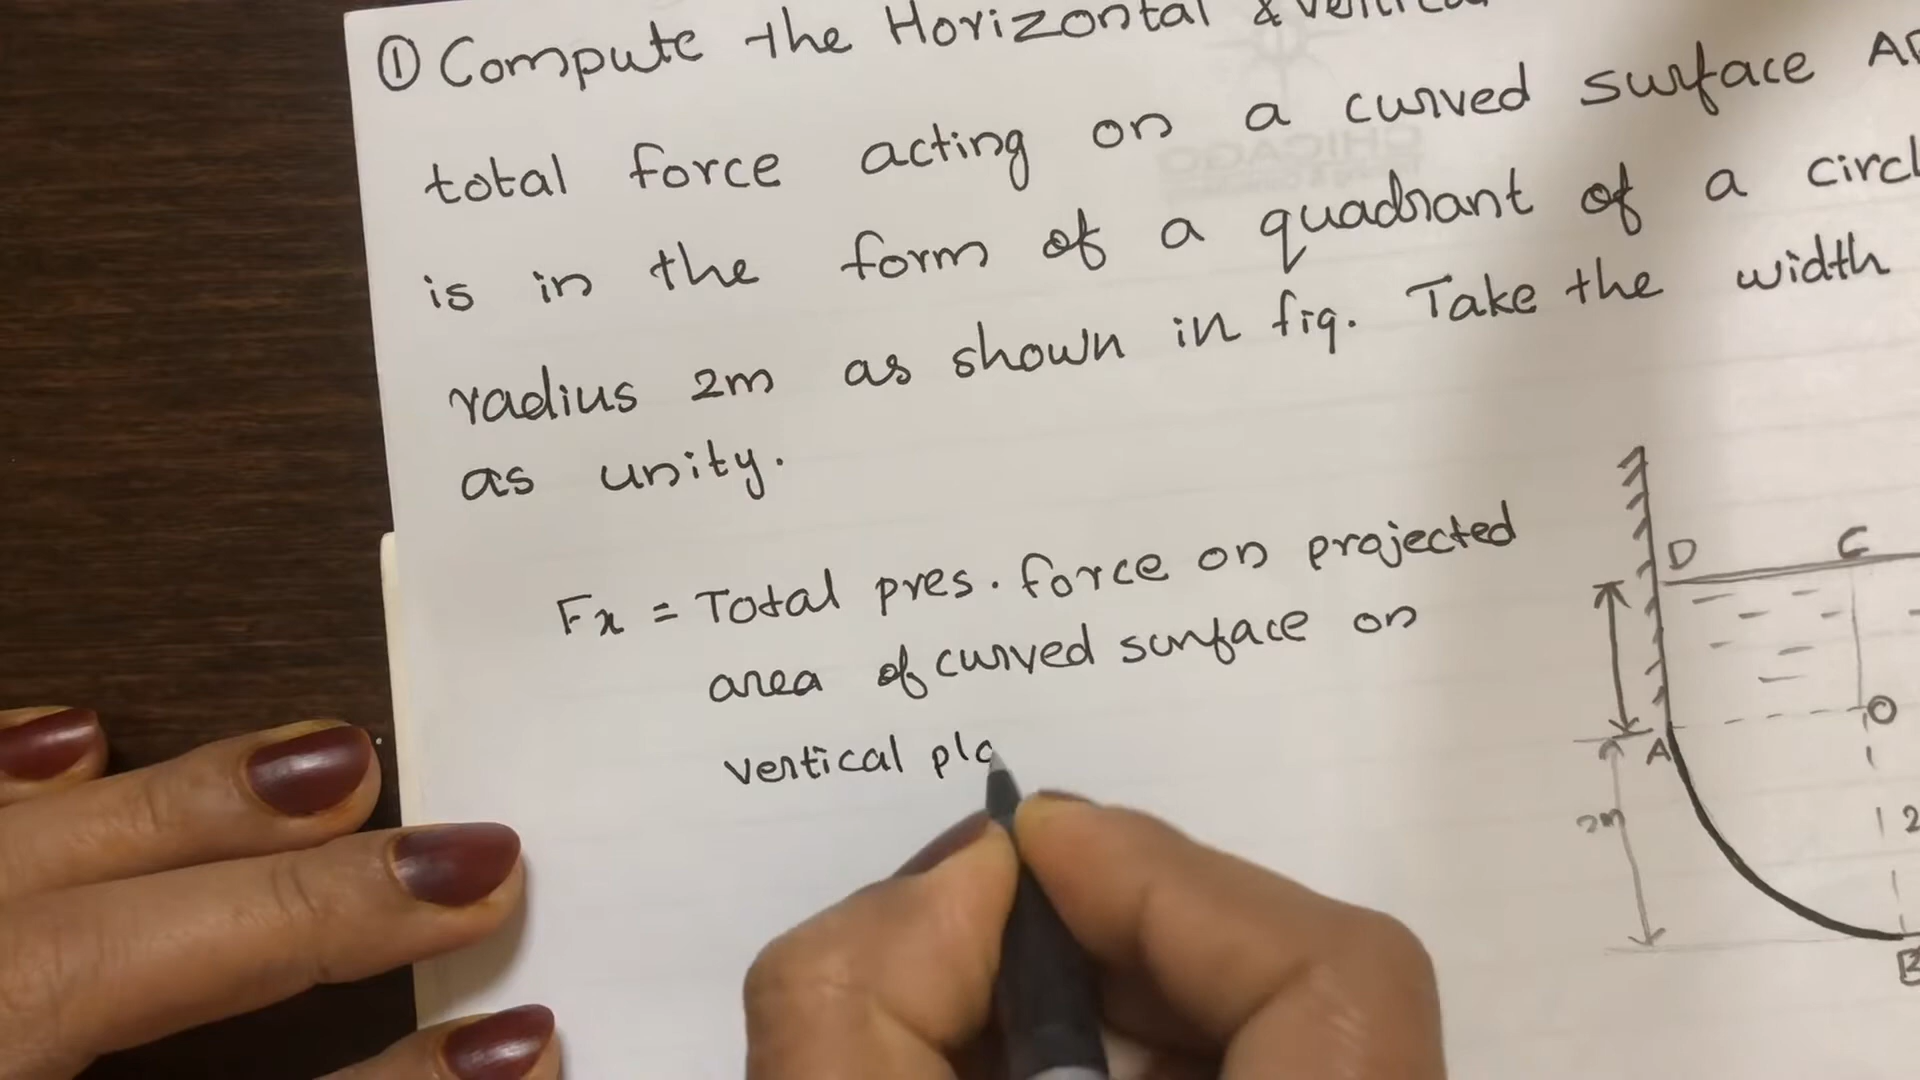 ① Compute the Horizontal &
total force acting on a curved surface
is in the form of a quadrant of a
radius 2m as shown in fig. Take the width
as unity.
Fx = Total pres. force on projected
area of curved surface on
vertical pla
D C
O
A
2m
2
B
CHICAGO